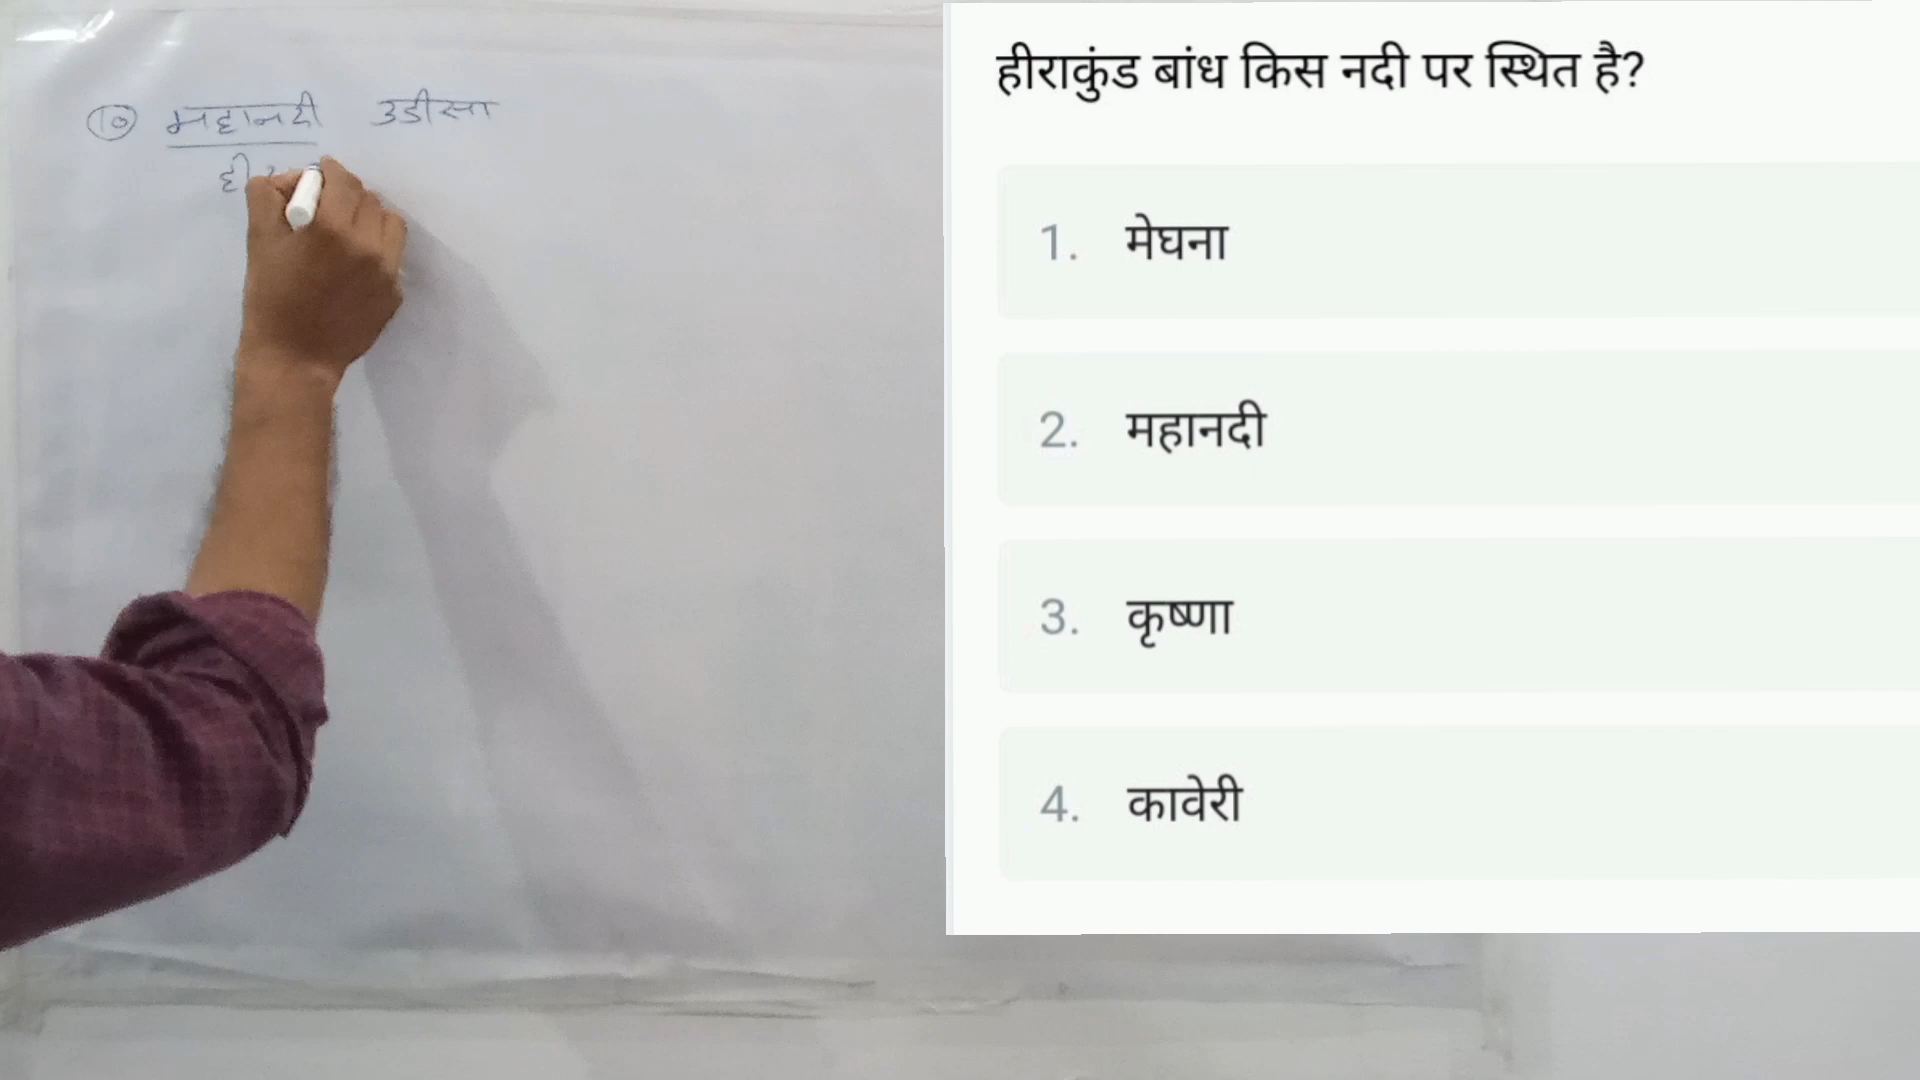 10 महानदी उडीसा
ही
हीराकुंड बांध किस नदी पर स्थित है?
1. मेघना
2. महानदी
3. कृष्णा
4. कावेरी